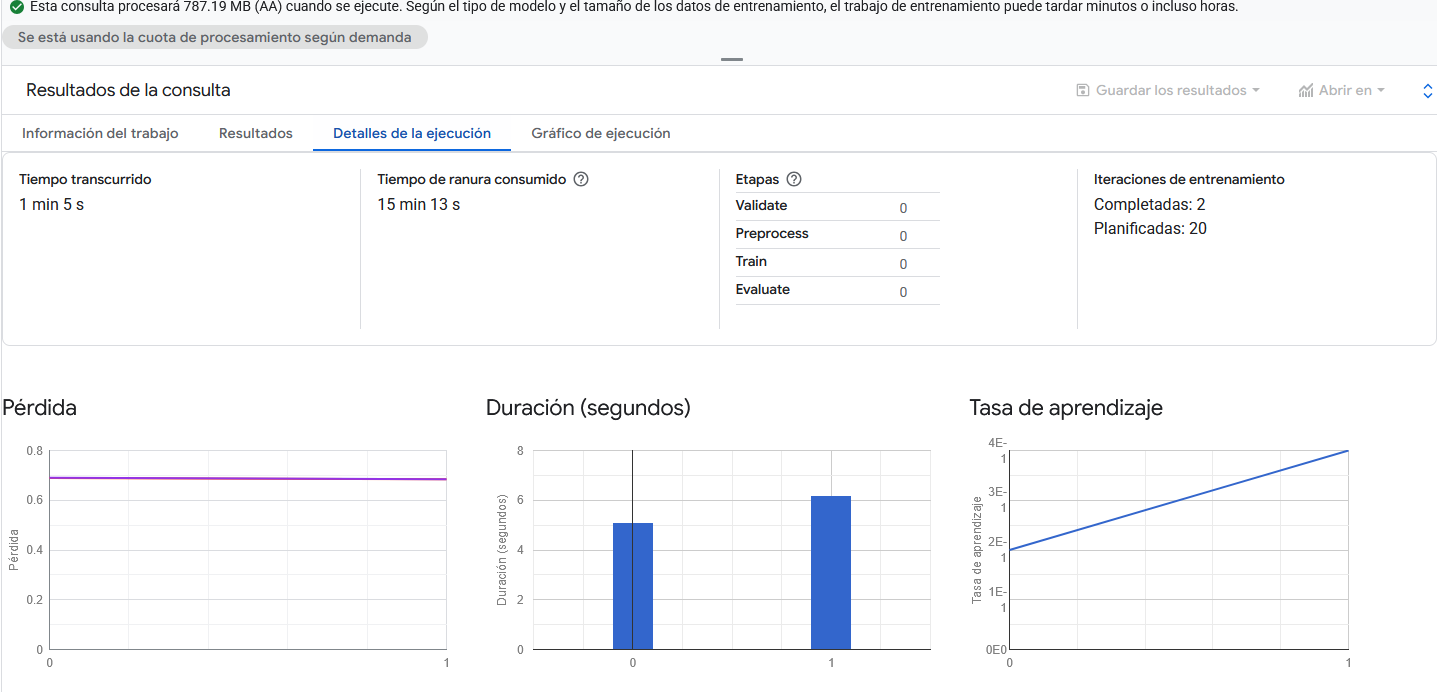 Esta consulta procesará 787.19 MB (AA) cuando se ejecute. Según el tipo de modelo y el tamaño de los datos de entrenamiento, el trabajo de entrenamiento puede tardar minutos o incluso horas.
Se está usando la cuota de procesamiento según demanda
Resultados de la consulta
Guardar los resultados
Abrir en
Información del trabajo
Resultados
Detalles de la ejecución
Gráfico de ejecución
Tiempo transcurrido
1 min 5 s
Tiempo de ranura consumido
15 min 13 s
Etapas
Validate 0
Preprocess 0
Train 0
Evaluate 0
Iteraciones de entrenamiento
Completadas: 2
Planificadas: 20
Pérdida
Pérdida
0.8
0.6
0.4
0.2
0
0 1
Duración (segundos)
Duración (segundos)
8
6
4
2
0
0 1
Tasa de aprendizaje
Tasa de aprendizaje
4E-
1
3E-
1
2E-
1
1E-
1
0E0
0 1